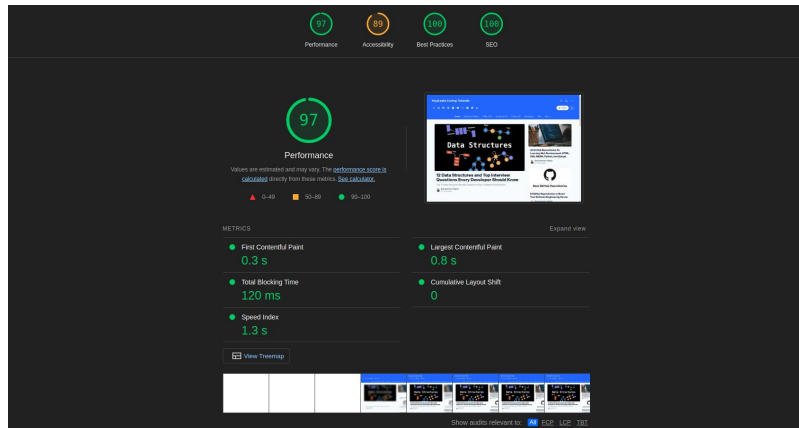 97
89
100
100
Performance
Accessibility
Best Practices
SEO
97
Performance
Values are estimated and may vary. The performance score is
calculated directly from these metrics. See calculator.
0–49
50–89
90–100
Data Structures
12 Data Structures and Top Interview
Questions Every Developer Should Know
METRICS
Expand view
First Contentful Paint
0.3 s
Largest Contentful Paint
0.8 s
Total Blocking Time
120 ms
Cumulative Layout Shift
0
Speed Index
1.3 s
View Treemap
Show audits relevant to: All FCP LCP TBT